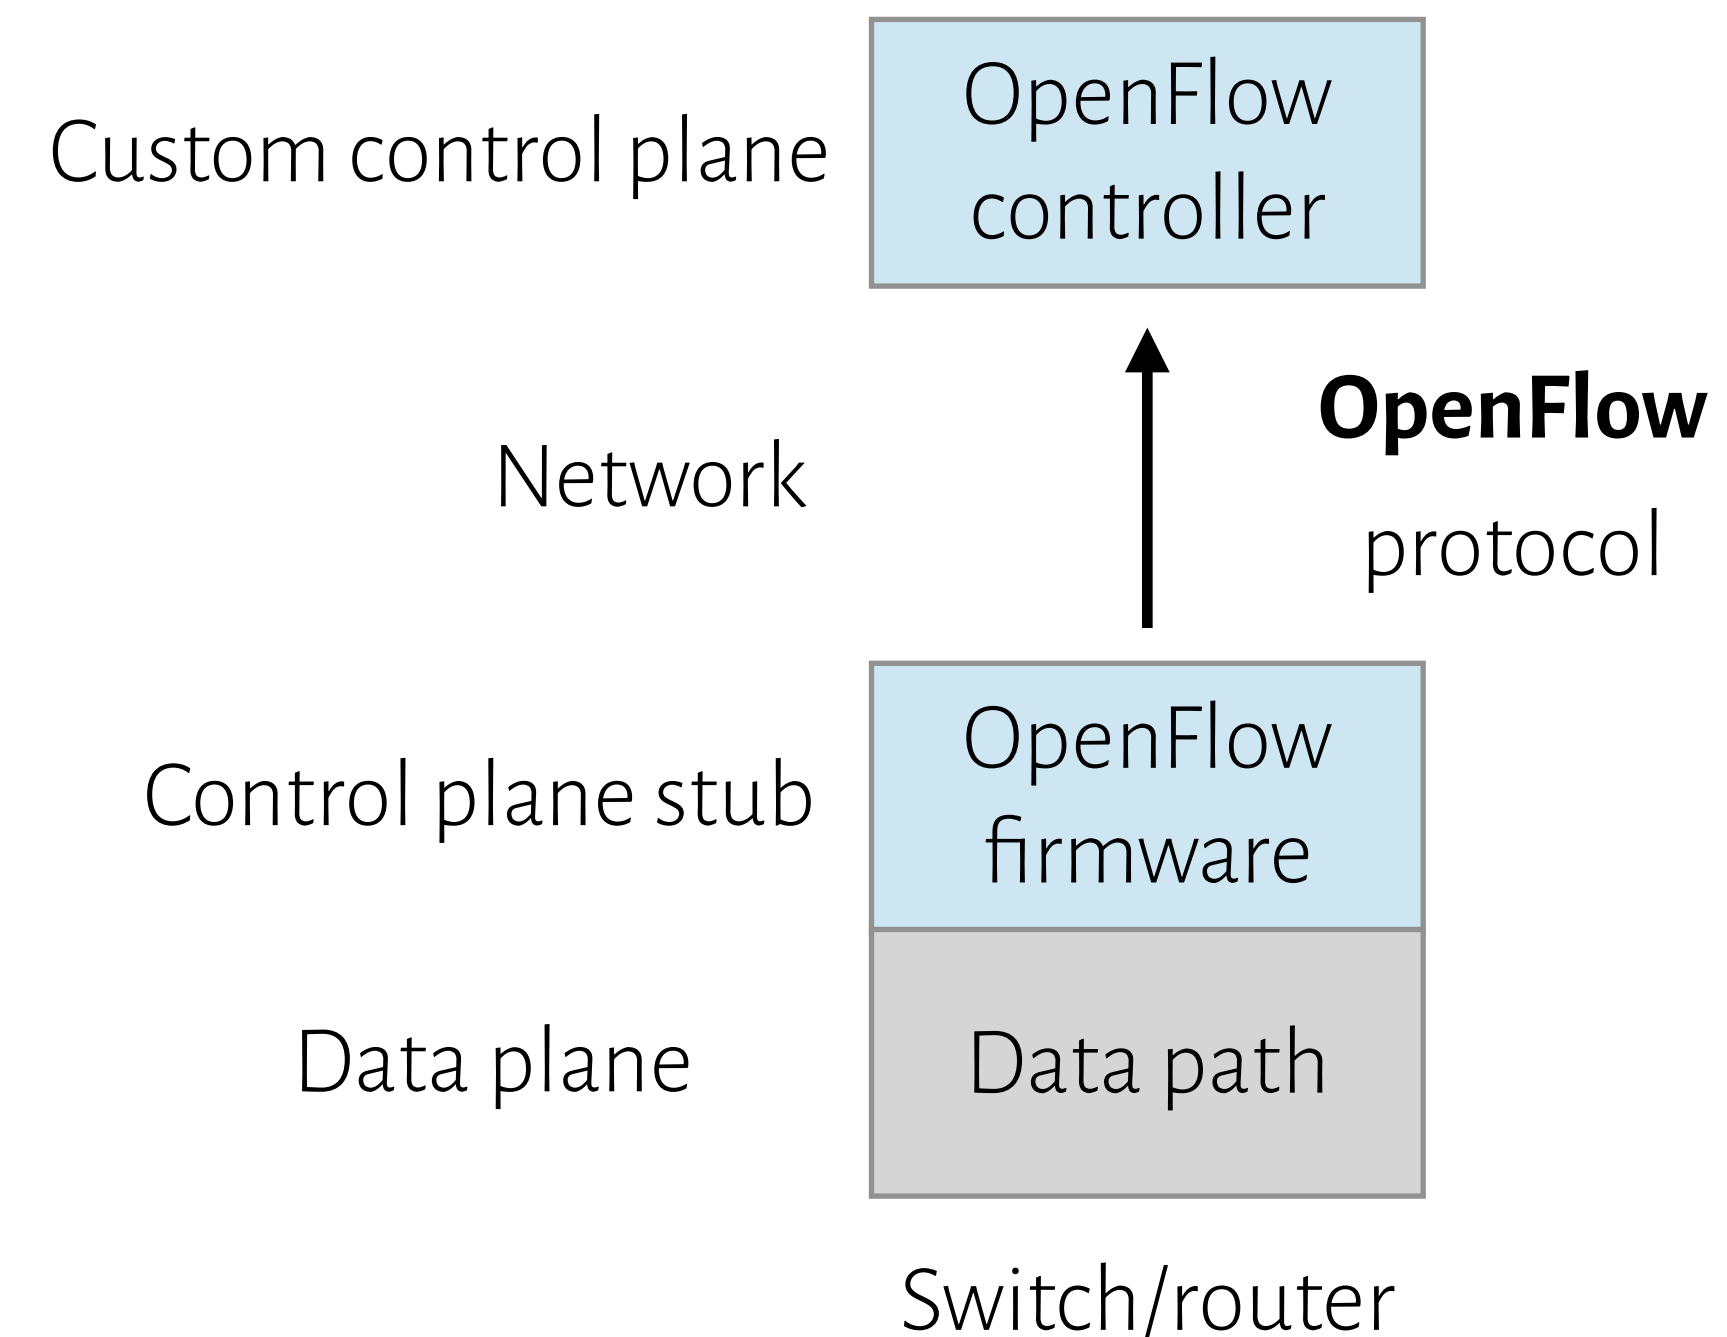 Custom control plane
OpenFlow
controller
Network
OpenFlow
protocol
Control plane stub
OpenFlow
firmware
Data plane
Data path
Switch/router